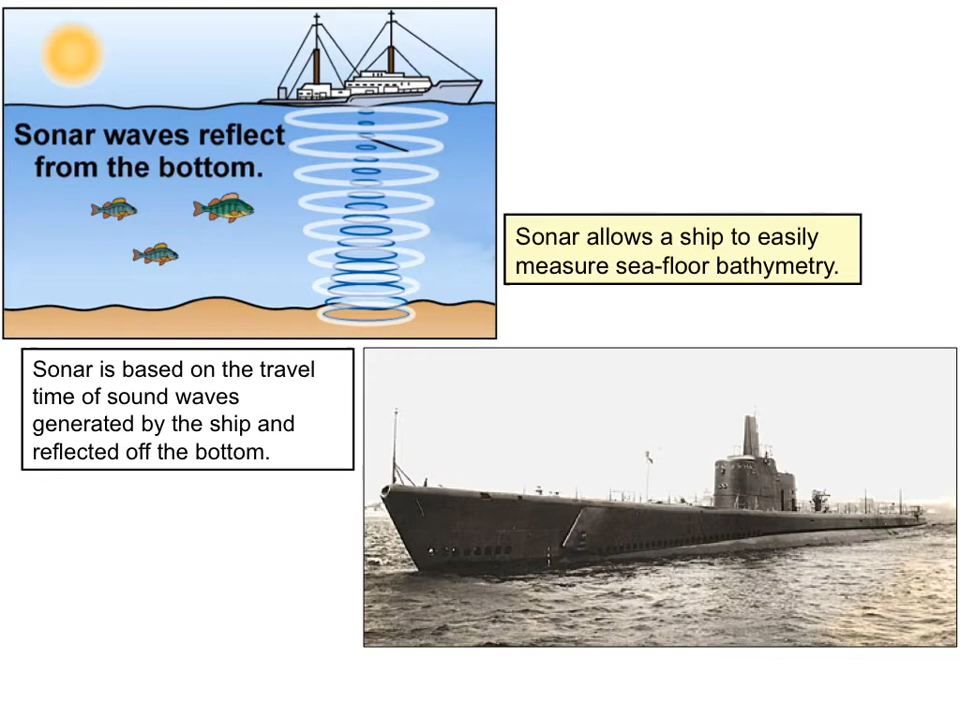 Sonar waves reflect
from the bottom.
Sonar allows a ship to easily
measure sea-floor bathymetry.
Sonar is based on the travel
time of sound waves
generated by the ship and
reflected off the bottom.